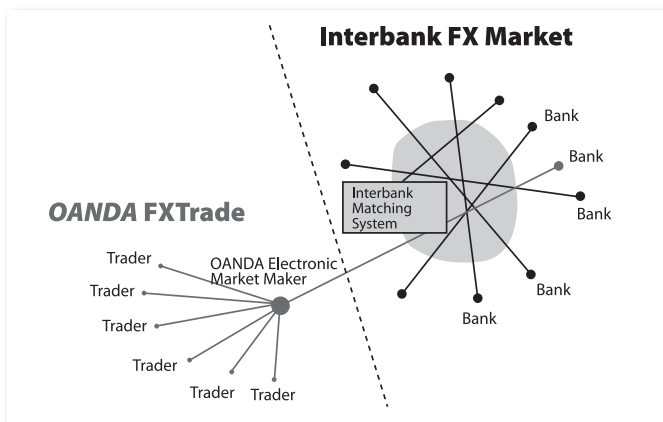 Interbank FX Market
Bank
Bank
Interbank
Matching
System
Bank
OANDA FXTrade
Trader
OANDA Electronic
Market Maker
Trader
Bank
Bank
Trader
Trader
Trader
Trader